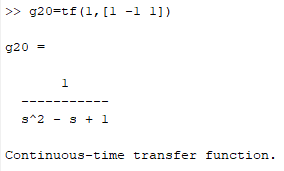 >> g20=tf(1,[1 -1 1])
g20 =
1
-----------
s^2 - s + 1
Continuous-time transfer function.